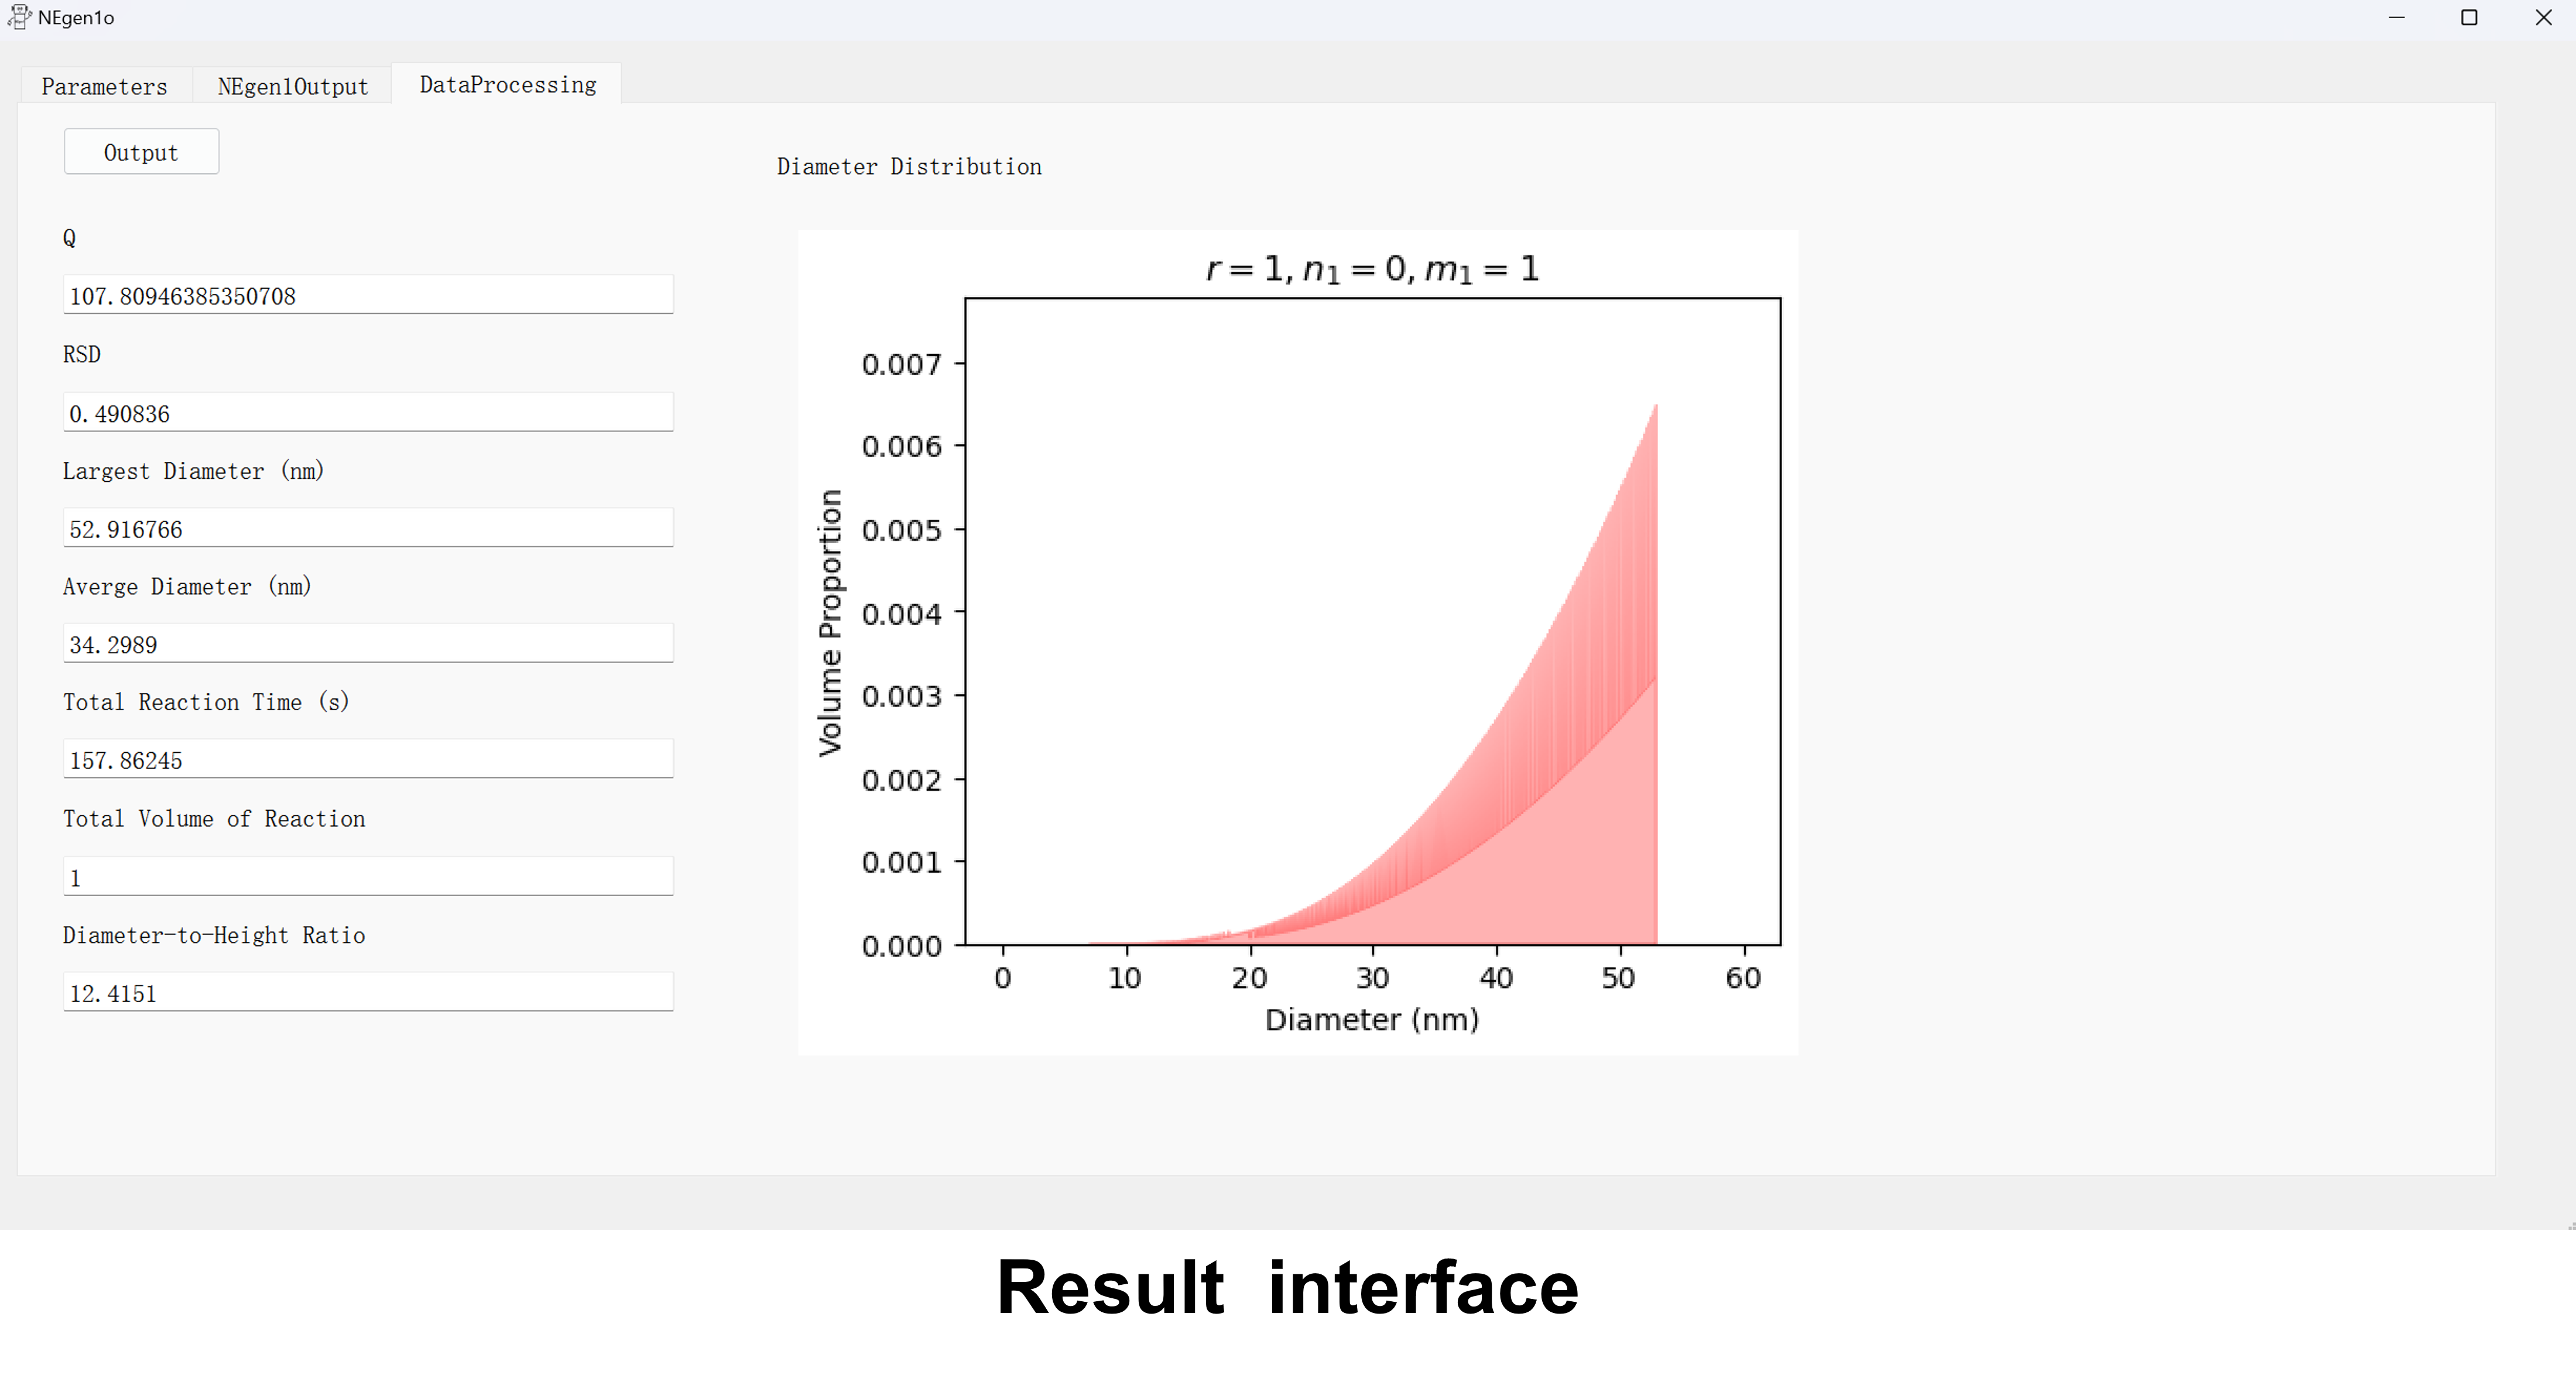 NEgen1o
Parameters
NEgen1Output
DataProcessing
Output
Q
107.80946385350708
RSD
0.490836
Largest Diameter (nm)
52.916766
Averge Diameter (nm)
34.2989
Total Reaction Time (s)
157.86245
Total Volume of Reaction
1
Diameter-to-Height Ratio
12.4151
Diameter Distribution
r = 1, n₁ = 0, m₁ = 1
Volume Proportion
0.007
0.006
0.005
0.004
0.003
0.002
0.001
0.000
0 10 20 30 40 50 60
Diameter (nm)
Result interface